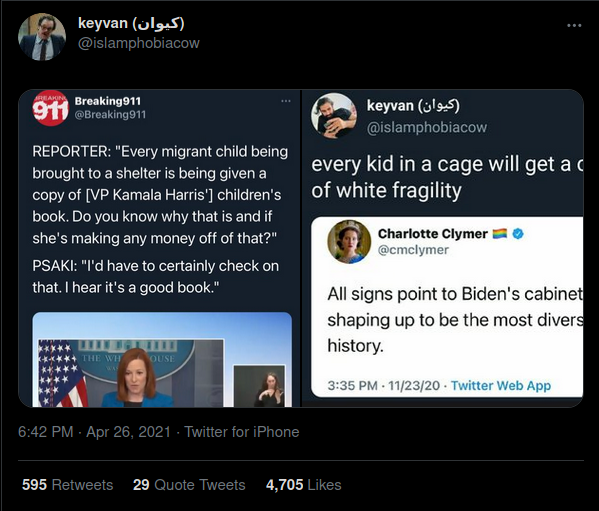 keyvan (کیوان)
@islamphobiacow
BREAKING
911
Breaking911
@Breaking911
REPORTER: "Every migrant child being
brought to a shelter is being given a
copy of [VP Kamala Harris'] children's
book. Do you know why that is and if
she's making any money off of that?"
PSAKI: "I'd have to certainly check on
that. I hear it's a good book."
THE WHITE HOUSE
keyvan (کیوان)
@islamphobiacow
every kid in a cage will get a c
of white fragility
Charlotte Clymer
@cmclymer
All signs point to Biden's cabinet
shaping up to be the most divers
history.
3:35 PM · 11/23/20 · Twitter Web App
6:42 PM · Apr 26, 2021 · Twitter for iPhone
595 Retweets 29 Quote Tweets 4,705 Likes